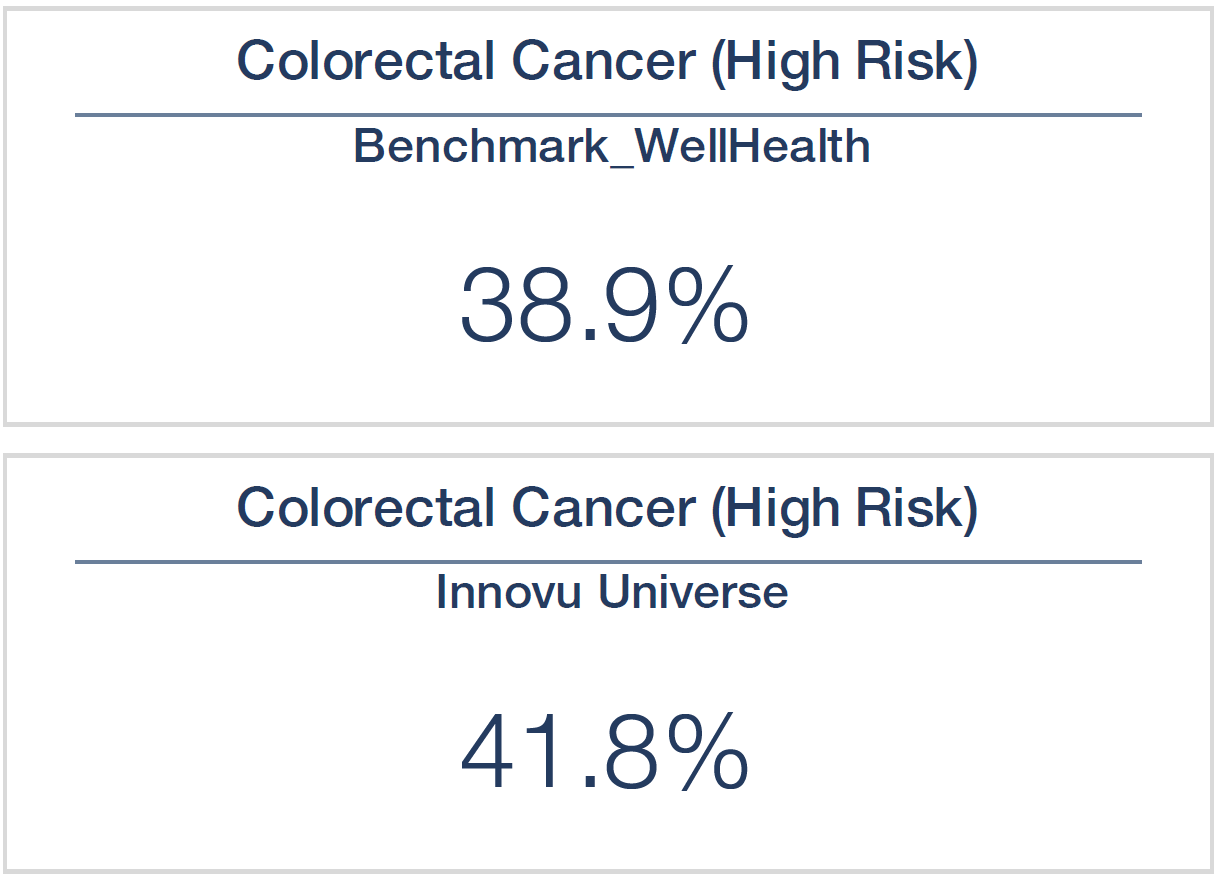 Colorectal Cancer (High Risk)
Benchmark_WellHealth
38.9%
Colorectal Cancer (High Risk)
Innovu Universe
41.8%